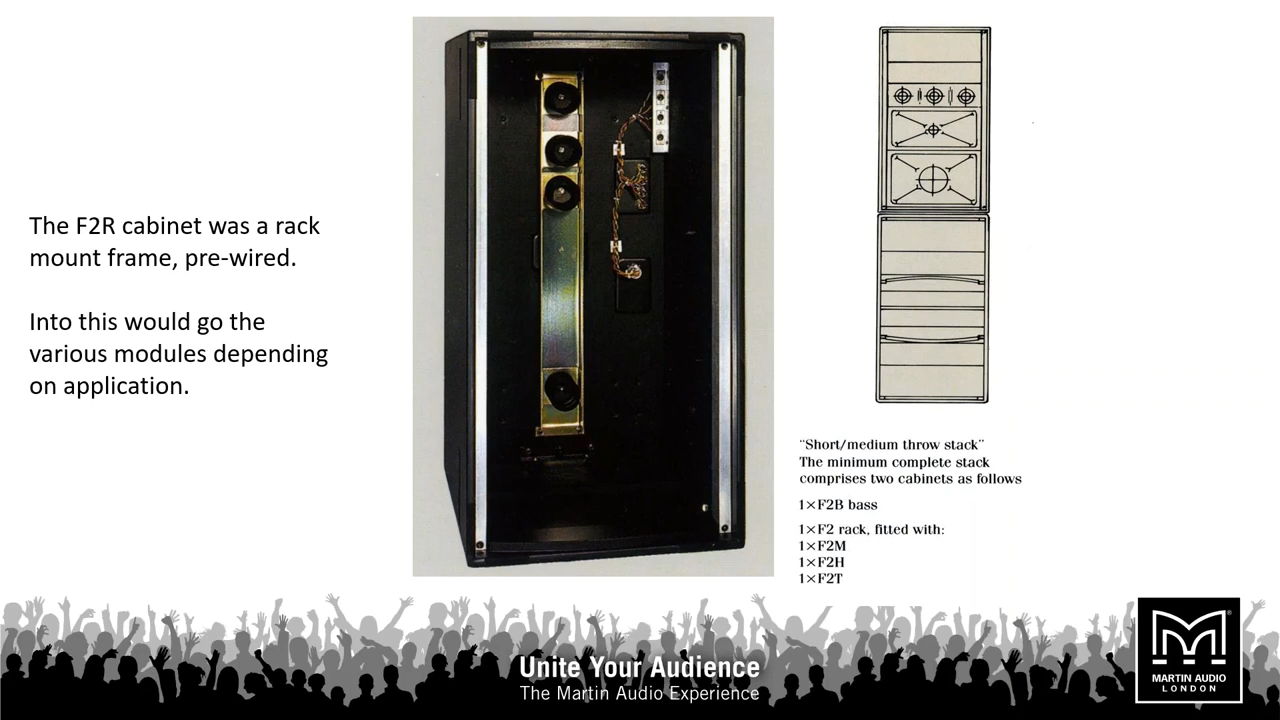 The F2R cabinet was a rack
mount frame, pre-wired.
Into this would go the
various modules depending
on application.
“Short/medium throw stack”
The minimum complete stack
comprises two cabinets as follows
1×F2B bass
1×F2 rack, fitted with:
1×F2M
1×F2H
1×F2T
Unite Your Audience
The Martin Audio Experience
M®
MARTIN AUDIO
LONDON